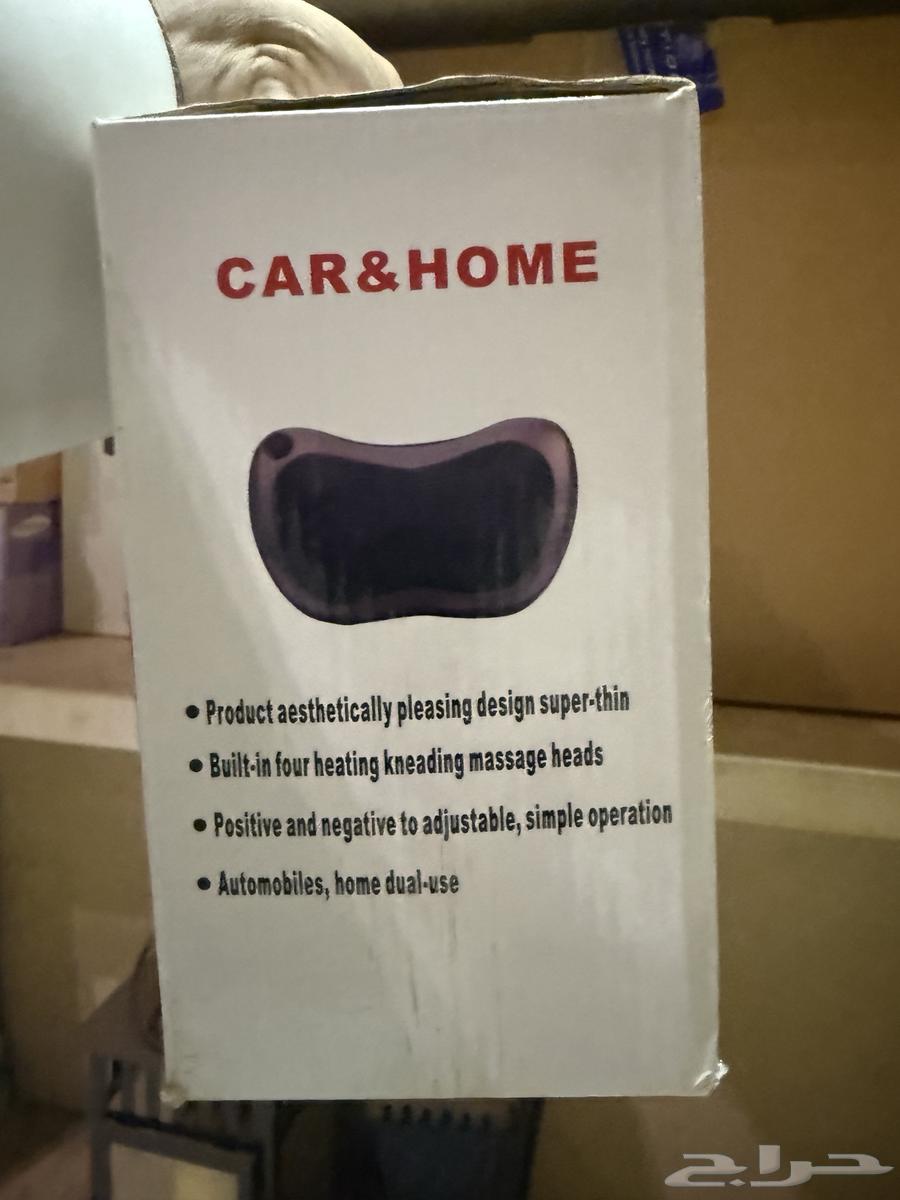 CAR&HOME
• Product aesthetically pleasing design super-thin
• Built-in four heating kneading massage heads
• Positive and negative to adjustable, simple operation
• Automobiles, home dual-use
حراج